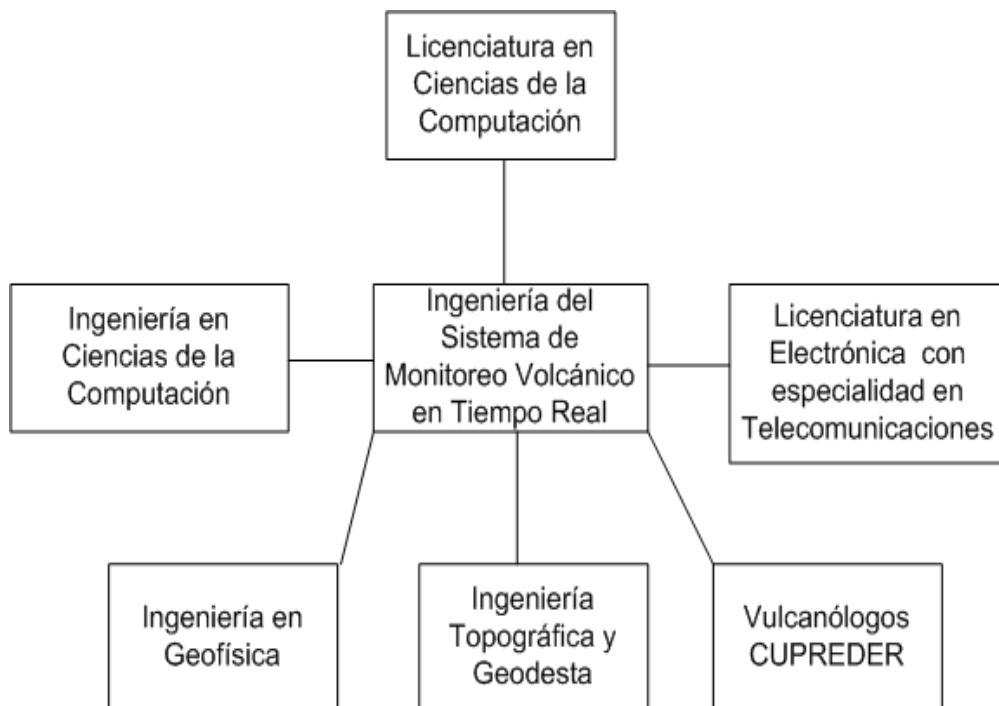 Licenciatura en
Ciencias de la
Computación
Ingeniería en
Ciencias de la
Computación
Ingeniería del
Sistema de
Monitoreo Volcánico
en Tiempo Real
Licenciatura en
Electrónica con
especialidad en
Telecomunicaciones
Ingeniería en
Geofísica
Ingeniería
Topográfica y
Geodesta
Vulcanólogos
CUPREDER